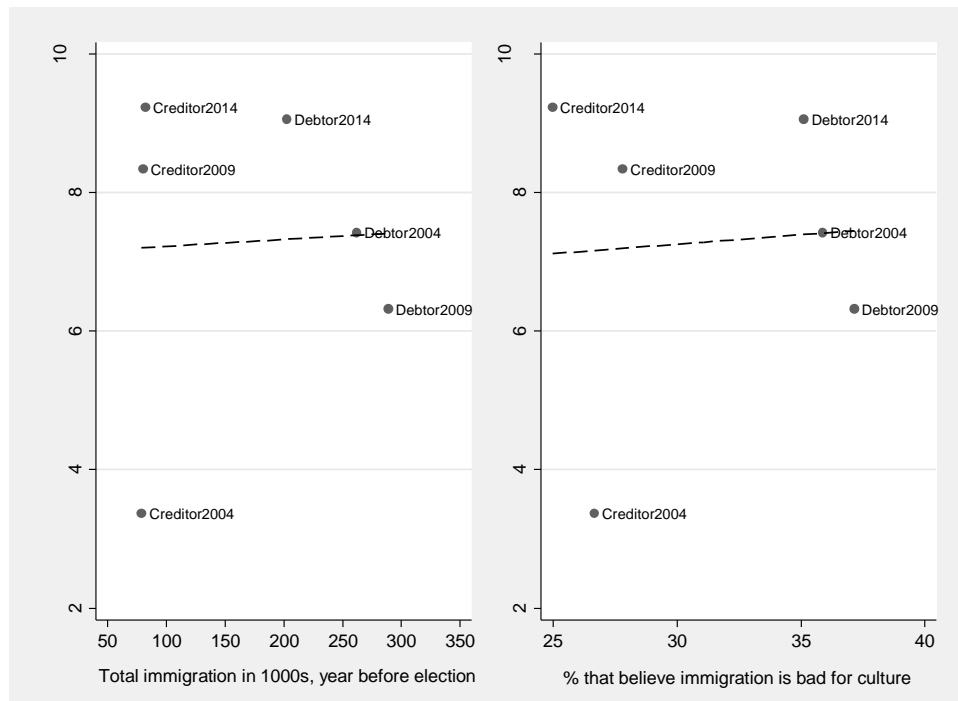 10
8
6
4
2
Creditor2014
Debtor2014
Creditor2009
Debtor2004
Debtor2009
Creditor2004
50 100 150 200 250 300 350
Total immigration in 1000s, year before election
10
8
6
4
2
Creditor2014
Debtor2014
Creditor2009
Debtor2004
Debtor2009
Creditor2004
25 30 35 40
% that believe immigration is bad for culture